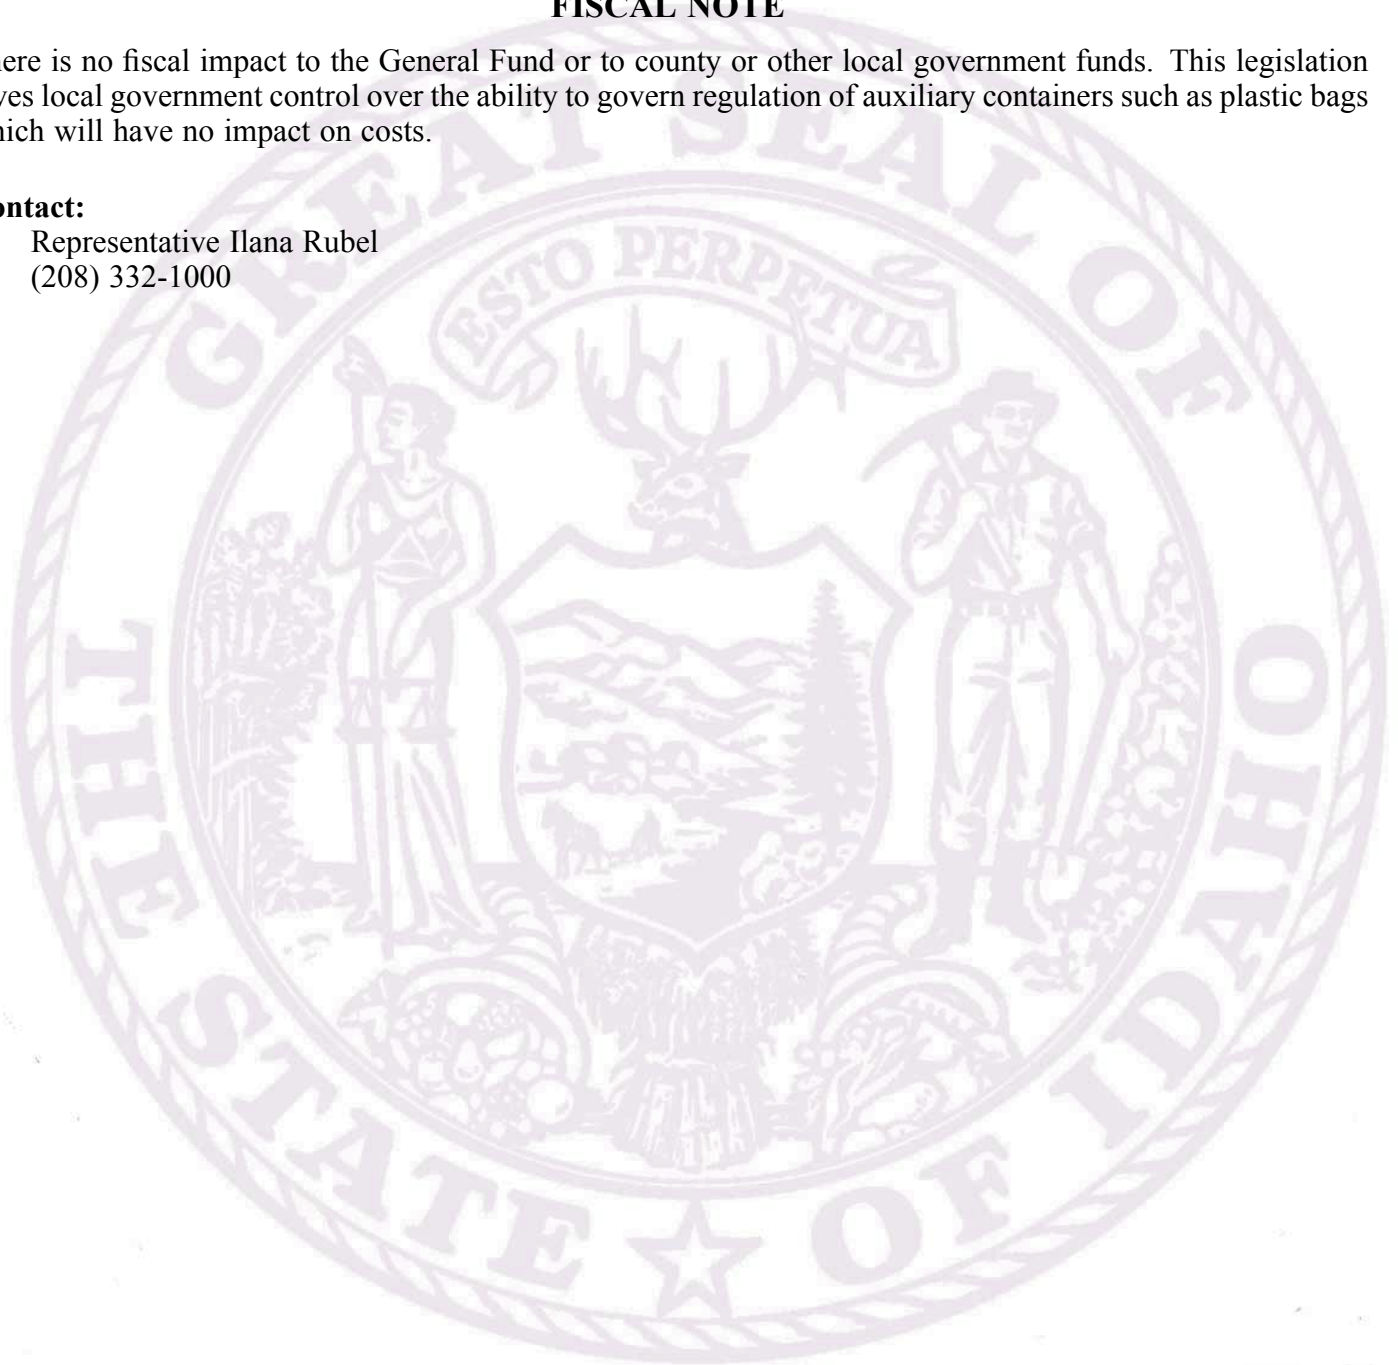 FISCAL NOTE
here is no fiscal impact to the General Fund or to county or other local government funds. This legislation
ves local government control over the ability to govern regulation of auxiliary containers such as plastic bags
hich will have no impact on costs.
ontact:
Representative Ilana Rubel
(208) 332-1000
GREAT SEAL OF
THE STATE ☆ OF IDAHO
ESTO PERPETUA